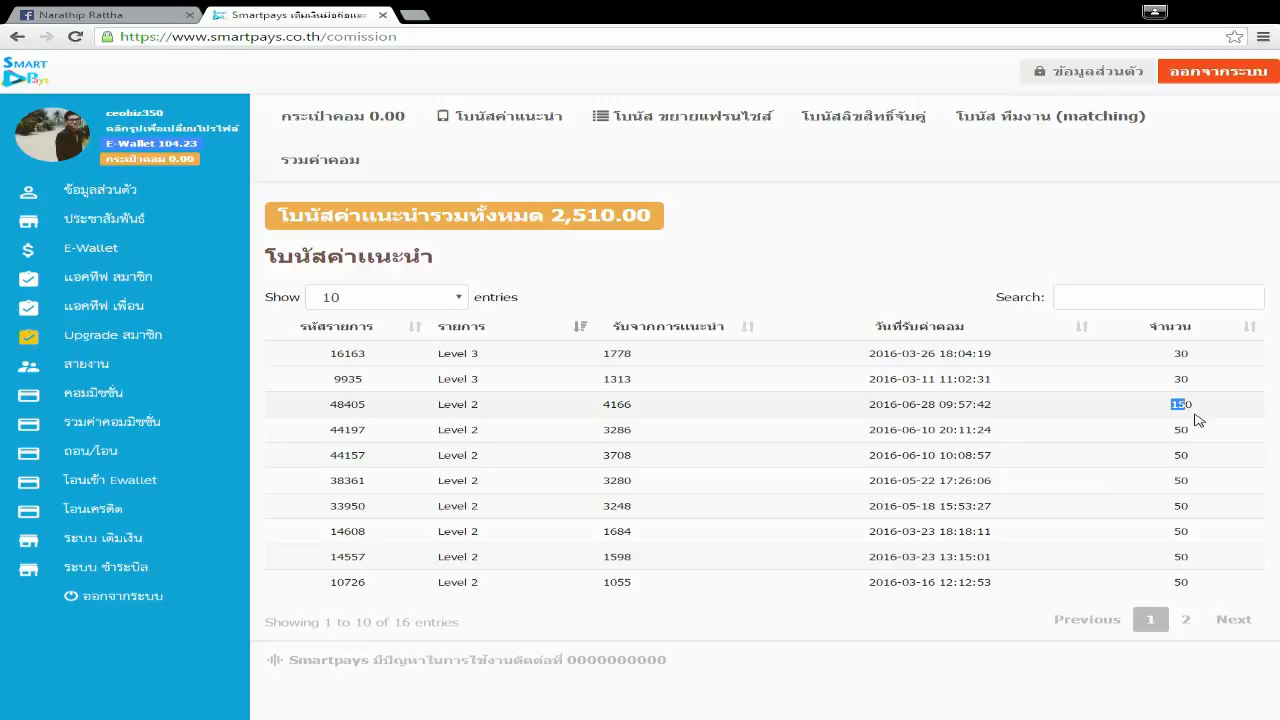 Narathip Rattha
Smartpays เติมเงินมือถือและ
https://www.smartpays.co.th/comission
SMART
Pays
ข้อมูลส่วนตัว
ออกจากระบบ
ceobiz350
คลิกรูปเพื่อเปลี่ยนโปรไฟล์
E-Wallet 104.23
กระเป๋าคอม 0.00
ข้อมูลส่วนตัว
ประชาสัมพันธ์
E-Wallet
แอคทีฟ สมาชิก
แอคทีฟ เพื่อน
Upgrade สมาชิก
สายงาน
คอมมิชชั่น
รวมค่าคอมมิชชั่น
ถอน/โอน
โอนเข้า Ewallet
โอนเครดิต
ระบบ เติมเงิน
ระบบ ชำระบิล
ออกจากระบบ
กระเป๋าคอม 0.00 โบนัสค่าแนะนำ โบนัส ขยายแฟรนไชส์ โบนัสลิขสิทธิ์จับคู่ โบนัส ทีมงาน (matching)
รวมค่าคอม
โบนัสค่าแนะนำรวมทั้งหมด 2,510.00
โบนัสค่าแนะนำ
Show 10 entries Search:
รหัสรายการ รายการ รับจากการแนะนำ วันที่รับค่าคอม จำนวน
16163 Level 3 1778 2016-03-26 18:04:19 30
9935 Level 3 1313 2016-03-11 11:02:31 30
48405 Level 2 4166 2016-06-28 09:57:42 150
44197 Level 2 3286 2016-06-10 20:11:24 50
44157 Level 2 3708 2016-06-10 10:08:57 50
38361 Level 2 3280 2016-05-22 17:26:06 50
33950 Level 2 3248 2016-05-18 15:53:27 50
14608 Level 2 1684 2016-03-23 18:18:11 50
14557 Level 2 1598 2016-03-23 13:15:01 50
10726 Level 2 1055 2016-03-16 12:12:53 50
Showing 1 to 10 of 16 entries Previous 1 2 Next
Smartpays มีปัญหาในการใช้งานติดต่อที่ 0000000000